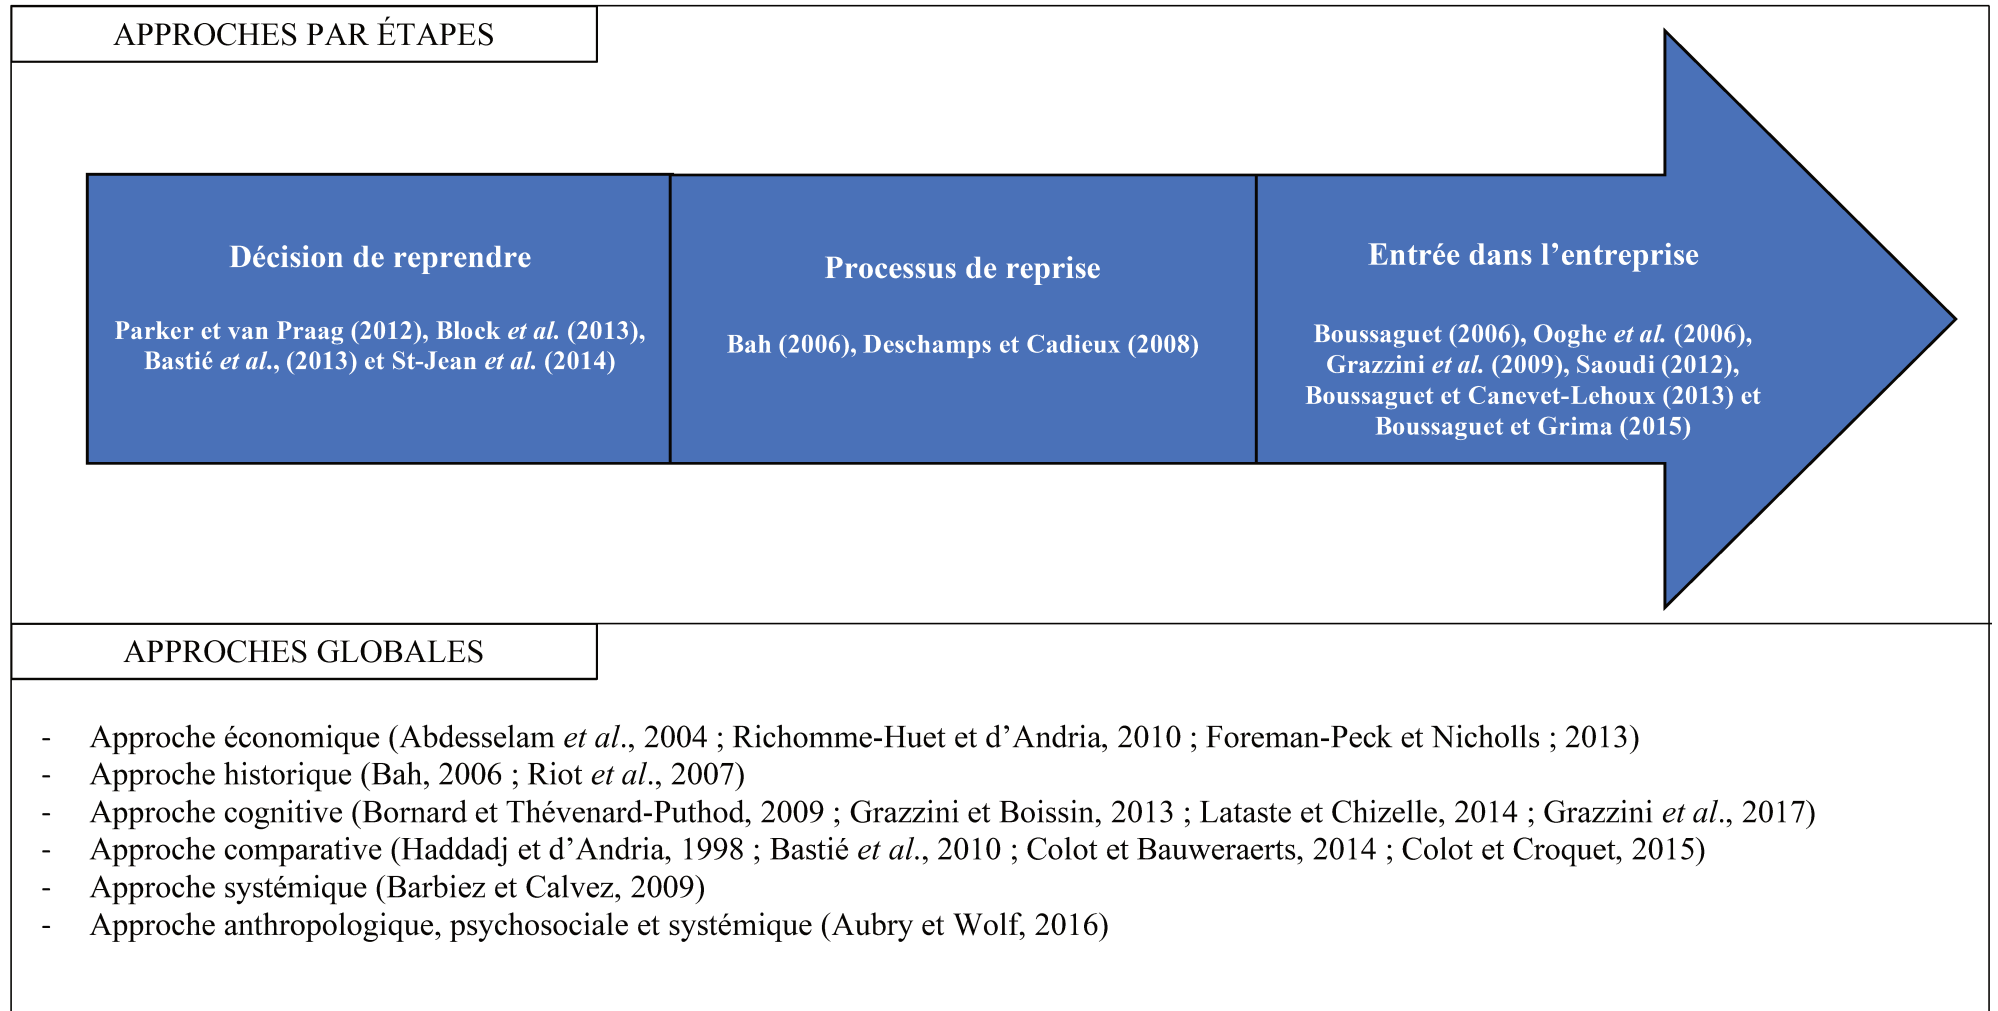 APPROCHES PAR ÉTAPES
Décision de reprendre
Parker et van Praag (2012), Block et al. (2013),
Bastié et al., (2013) et St-Jean et al. (2014)
Processus de reprise
Bah (2006), Deschamps et Cadieux (2008)
Entrée dans l’entreprise
Boussaguet (2006), Ooghe et al. (2006),
Grazzini et al. (2009), Saoudi (2012),
Boussaguet et Canevet-Lehoux (2013) et
Boussaguet et Grima (2015)
APPROCHES GLOBALES
- Approche économique (Abdesselam et al., 2004 ; Richomme-Huet et d’Andria, 2010 ; Foreman-Peck et Nicholls ; 2013)
- Approche historique (Bah, 2006 ; Riot et al., 2007)
- Approche cognitive (Bornard et Thévenard-Puthod, 2009 ; Grazzini et Boissin, 2013 ; Lataste et Chizelle, 2014 ; Grazzini et al., 2017)
- Approche comparative (Haddadj et d’Andria, 1998 ; Bastié et al., 2010 ; Colot et Bauweraerts, 2014 ; Colot et Croquet, 2015)
- Approche systémique (Barbiez et Calvez, 2009)
- Approche anthropologique, psychosociale et systémique (Aubry et Wolf, 2016)